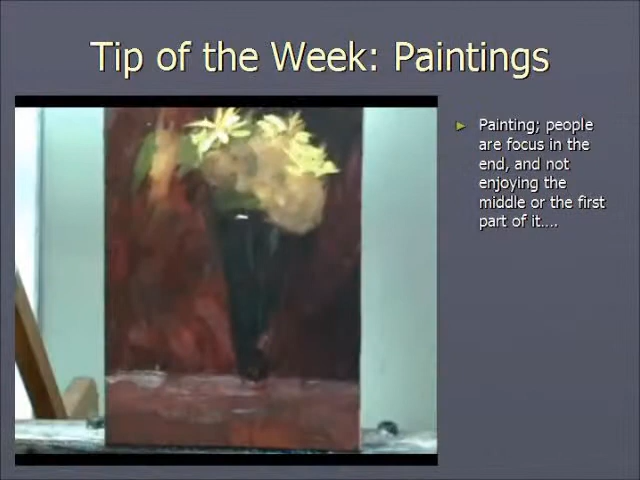 Tip of the Week: Paintings
Painting; people
are focus in the
end, and not
enjoying the
middle or the first
part of it….